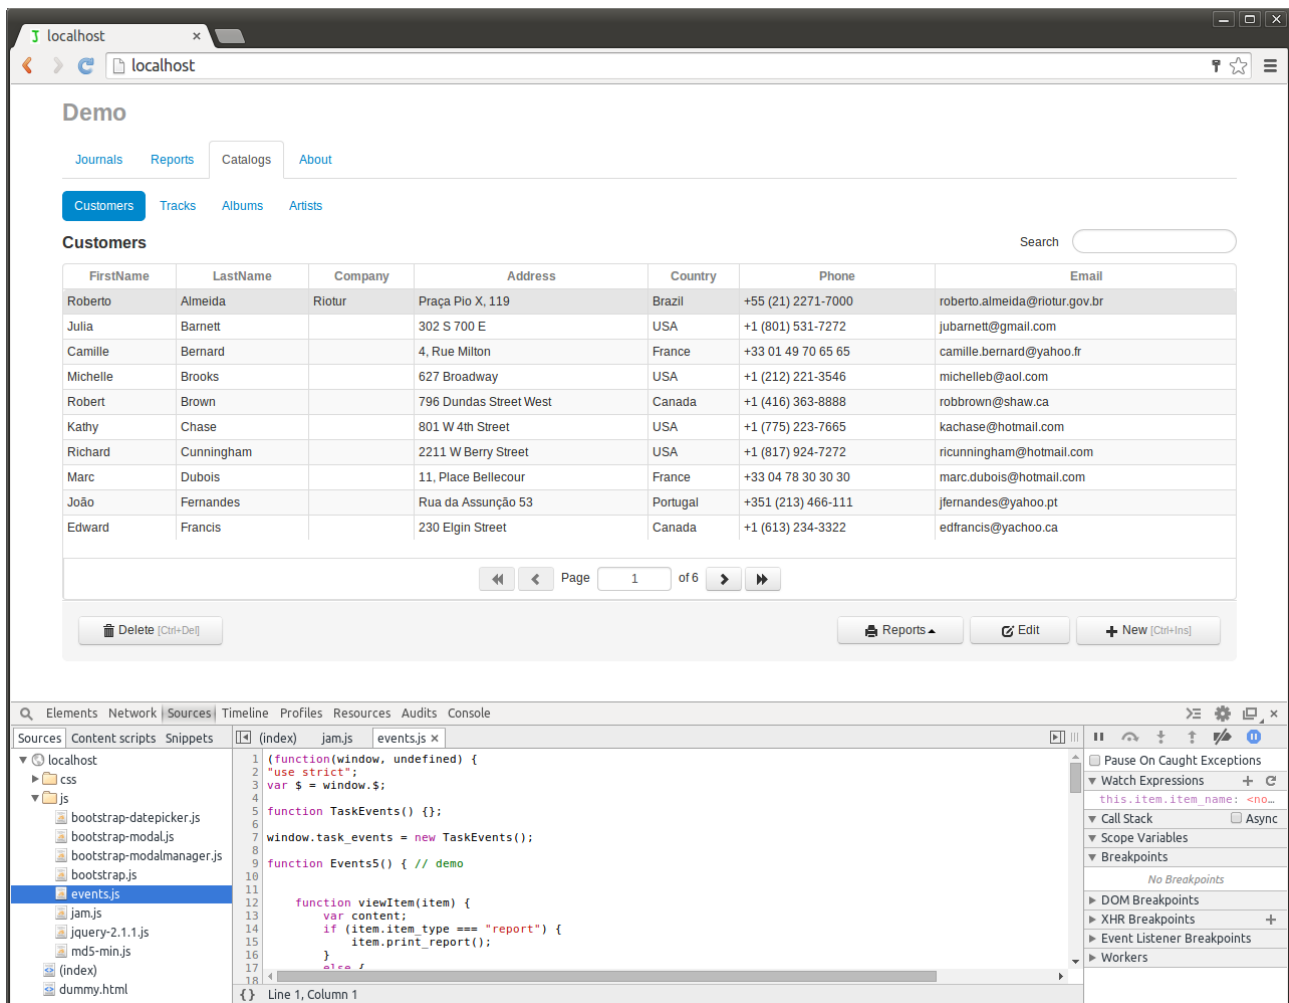 localhost ×
localhost
Demo
Journals Reports Catalogs About
Customers Tracks Albums Artists
Customers Search
FirstName LastName Company Address Country Phone Email
Roberto Almeida Riotur Praça Pio X, 119 Brazil +55 (21) 2271-7000 roberto.almeida@riotur.gov.br
Julia Barnett 302 S 700 E USA +1 (801) 531-7272 jubarnett@gmail.com
Camille Bernard 4, Rue Milton France +33 01 49 70 65 65 camille.bernard@yahoo.fr
Michelle Brooks 627 Broadway USA +1 (212) 221-3546 michelleb@aol.com
Robert Brown 796 Dundas Street West Canada +1 (416) 363-8888 robbrown@shaw.ca
Kathy Chase 801 W 4th Street USA +1 (775) 223-7665 kachase@hotmail.com
Richard Cunningham 2211 W Berry Street USA +1 (817) 924-7272 ricunningham@hotmail.com
Marc Dubois 11, Place Bellecour France +33 04 78 30 30 30 marc.dubois@hotmail.com
João Fernandes Rua da Assunção 53 Portugal +351 (213) 466-111 jfernandes@yahoo.pt
Edward Francis 230 Elgin Street Canada +1 (613) 234-3322 edfrancis@yachoo.ca
Page 1 of 6
Delete [Ctrl+Del] Reports Edit New [Ctrl+Ins]
Elements Network Sources Timeline Profiles Resources Audits Console
Sources Content scripts Snippets (index) jam.js events.js ×
localhost
css
js
bootstrap-datepicker.js
bootstrap-modal.js
bootstrap-modalmanager.js
bootstrap.js
events.js
jam.js
jquery-2.1.1.js
md5-min.js
(index)
dummy.html
1 (function(window, undefined) {
2 "use strict";
3 var $ = window.$;
4
5 function TaskEvents() {};
6
7 window.task_events = new TaskEvents();
8
9 function Events5() { // demo
10
11
12 function viewItem(item) {
13 var content;
14 if (item.item_type === "report") {
15 item.print_report();
16 }
17 else {
18
{} Line 1, Column 1
Pause On Caught Exceptions
Watch Expressions
this.item.item_name: <no…
Call Stack Async
Scope Variables
Breakpoints
No Breakpoints
DOM Breakpoints
XHR Breakpoints
Event Listener Breakpoints
Workers